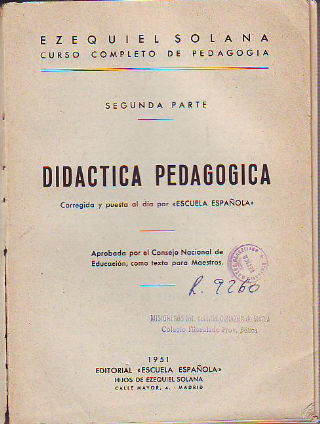 EZEQUIEL SOLANA
CURSO COMPLETO DE PEDAGOGIA
SEGUNDA PARTE
DIDACTICA PEDAGOGICA
Corregida y puesta al día por «ESCUELA ESPAÑOLA»
Aprobada por el Consejo Nacional de
Educación, como texto para Maestros.
R. 9260
Colegio
1951
EDITORIAL «ESCUELA ESPAÑOLA»
HIJOS DE EZEQUIEL SOLANA
CALLE MAYOR, 4. - MADRID